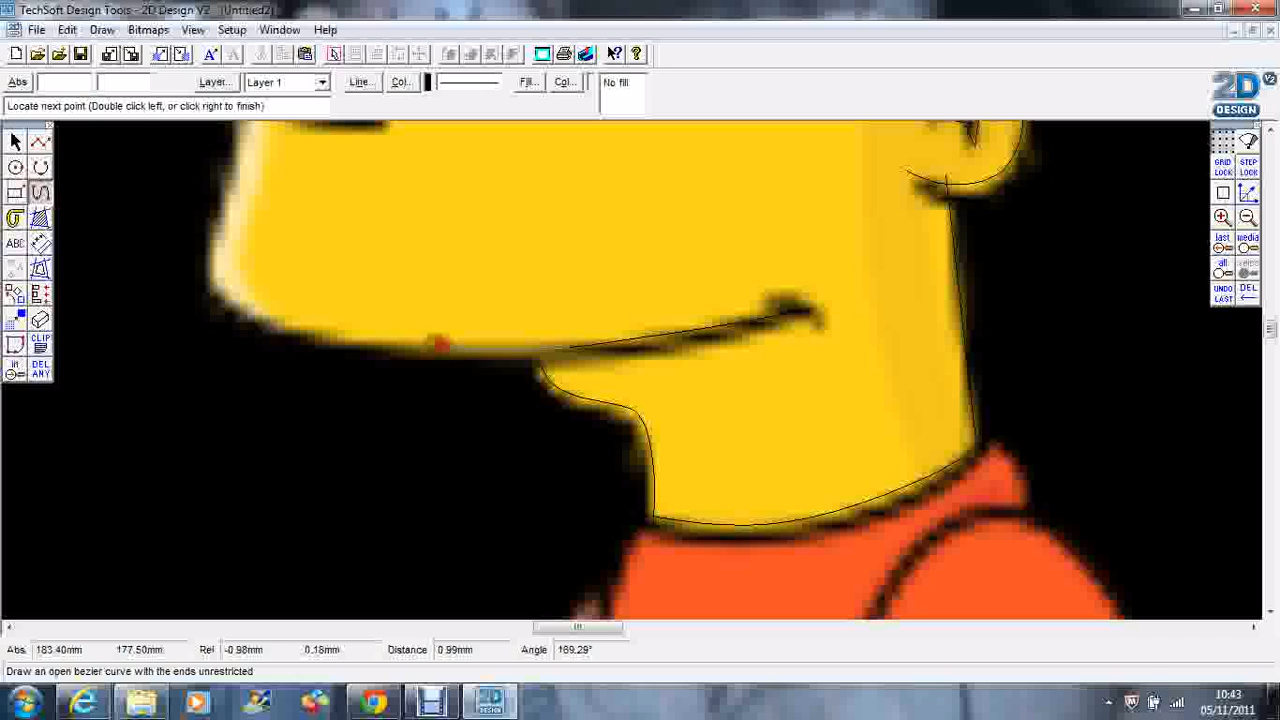 TechSoft Design Tools - 2D Design V2 - [Untitled2]
File Edit Draw Bitmaps View Setup Window Help
Abs Layer... Layer 1 Line... Col... Fill... Col... No fill
2D DESIGN V2
Locate next point (Double click left, or click right to finish)
GRID LOCK STEP LOCK
ABC
last media
all
UNDO LAST DEL
CLIP
DEL ANY
Abs. 183.40mm 177.50mm Rel -0.98mm 0.18mm Distance 0.99mm Angle 169.29°
Draw an open bezier curve with the ends unrestricted
2D DESIGN
10:43
05/11/2011